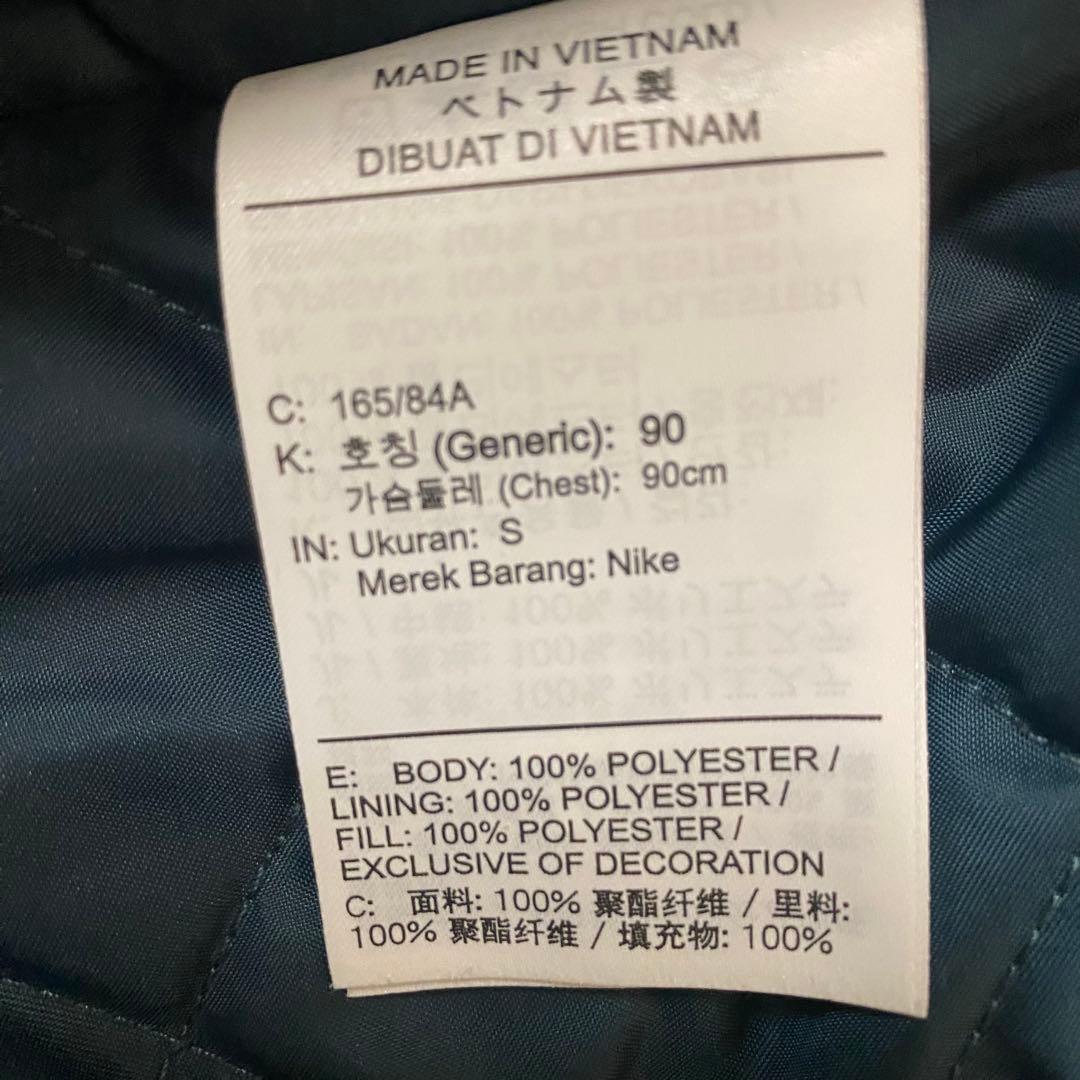 MADE IN VIETNAM
ベトナム製
DIBUAT DI VIETNAM
C: 165/84A
K: 호칭 (Generic): 90
가슴둘레 (Chest): 90cm
IN: Ukuran: S
Merek Barang: Nike
E: BODY: 100% POLYESTER /
LINING: 100% POLYESTER /
FILL: 100% POLYESTER /
EXCLUSIVE OF DECORATION
C: 面料: 100% 聚酯纤维 / 里料:
100% 聚酯纤维 / 填充物: 100%